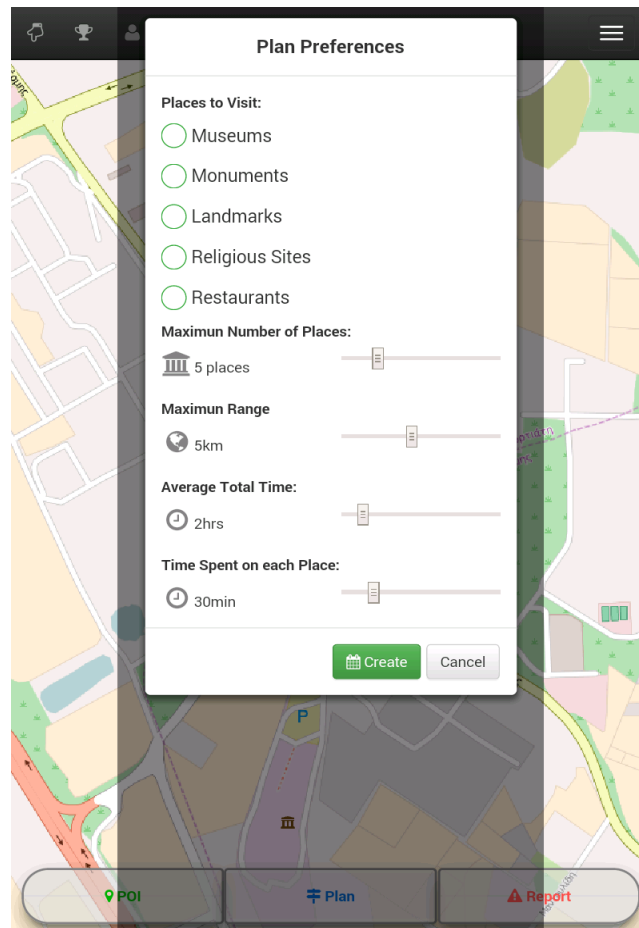 Plan Preferences
Places to Visit:
Museums
Monuments
Landmarks
Religious Sites
Restaurants
Maximun Number of Places:
5 places
Maximun Range
5km
Average Total Time:
2hrs
Time Spent on each Place:
30min
Create Cancel
P
POI Plan Report